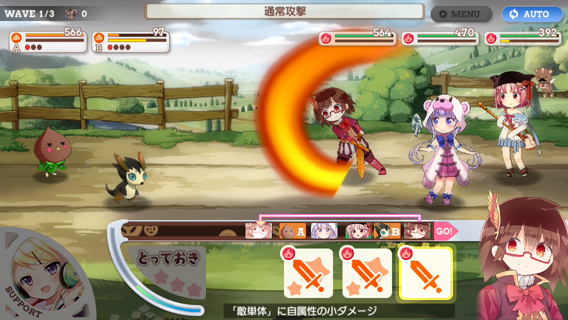 WAVE 1/3 0
通常攻撃
MENU
AUTO
566
A
97
B
564
470
392
A
B
GO!
SUPPORT
とっておき
「敵単体」に自属性の小ダメージ